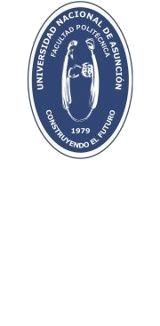 UNIVERSIDAD NACIONAL DE ASUNCIÓN
FACULTAD POLITÉCNICA
1979
CONSTRUYENDO EL FUTURO